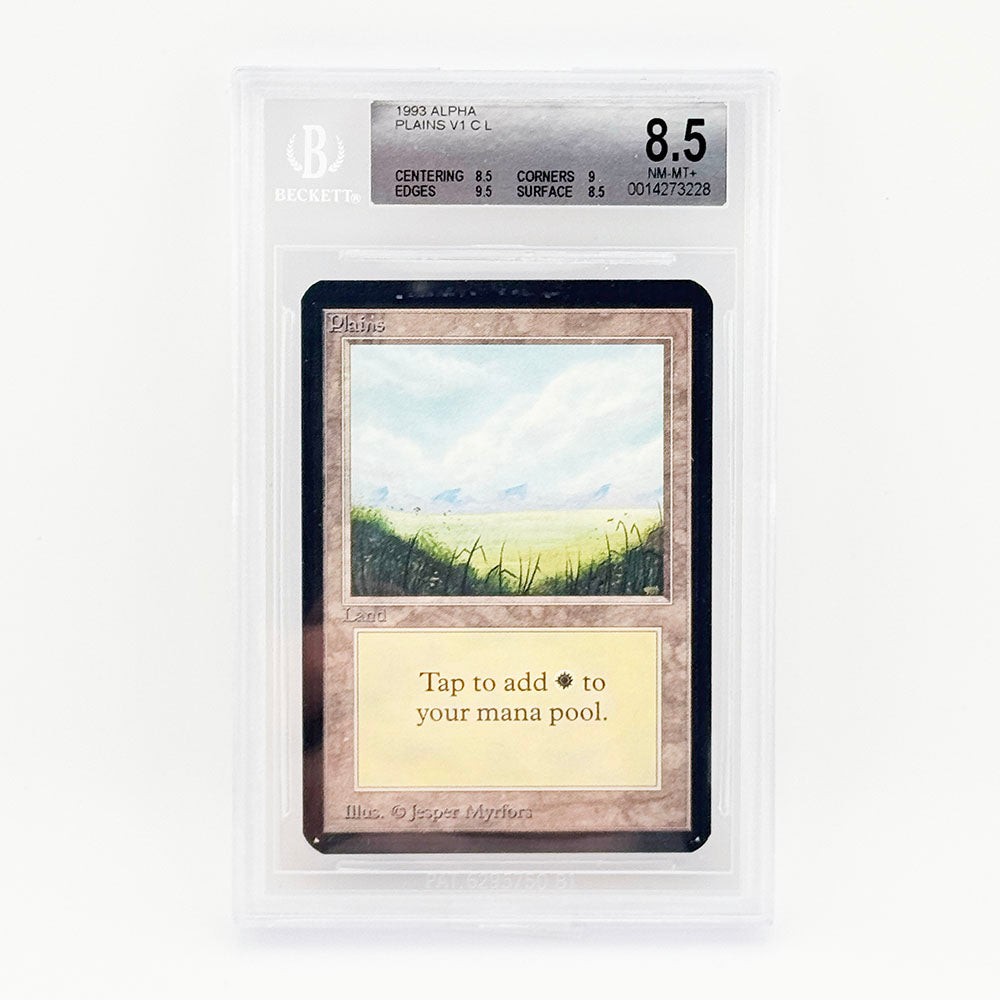 B
BECKETT®
1993 ALPHA
PLAINS V1 C L
CENTERING 8.5 CORNERS 9
EDGES 9.5 SURFACE 8.5
8.5
NM-MT+
0014273228
Plains
Land
Tap to add to
your mana pool.
Illus. © Jesper Myrfors